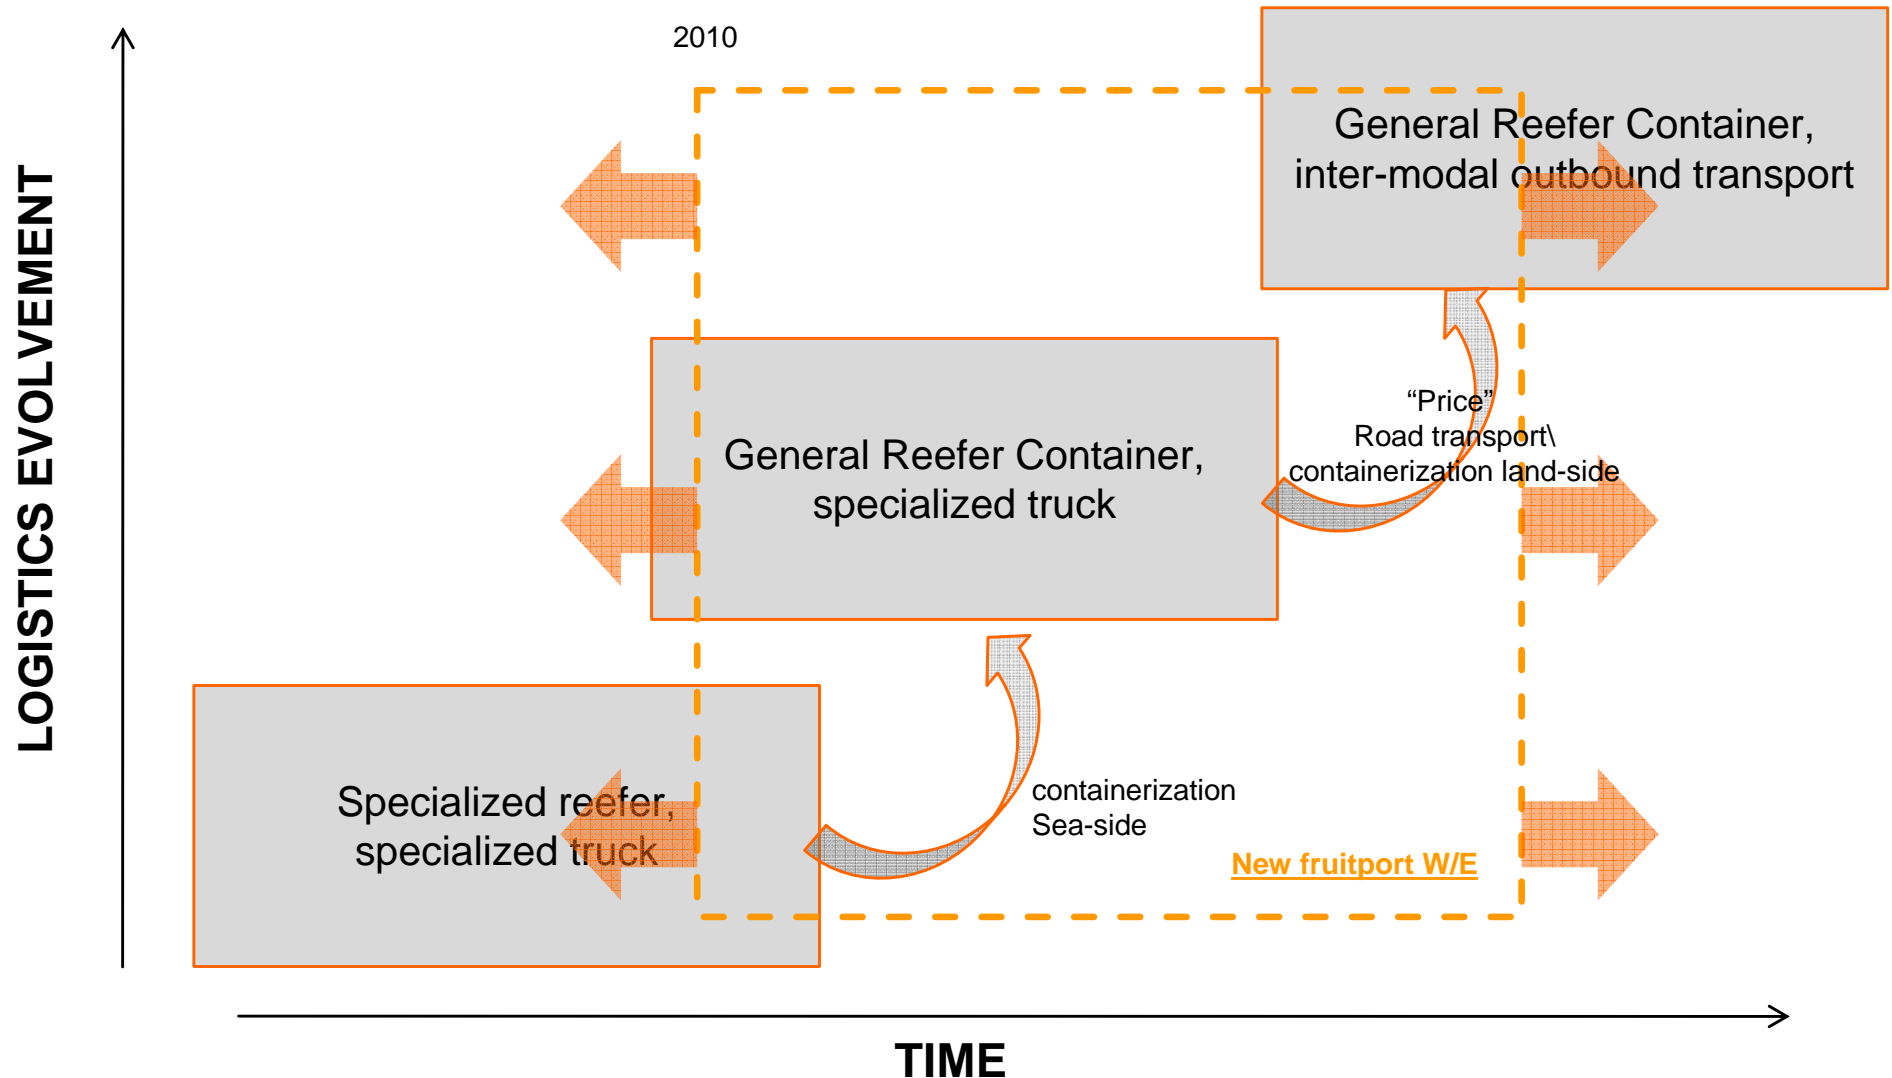 2010
General Reefer Container,
inter-modal outbound transport
LOGISTICS EVOLVEMENT
“Price”
Road transport\
containerization land-side
General Reefer Container,
specialized truck
containerization
Sea-side
Specialized reefer,
specialized truck
New fruitport W/E
TIME